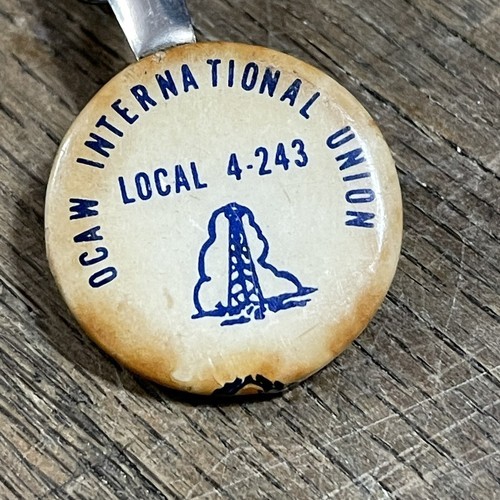 OCAW INTERNATIONAL UNION
LOCAL 4-243